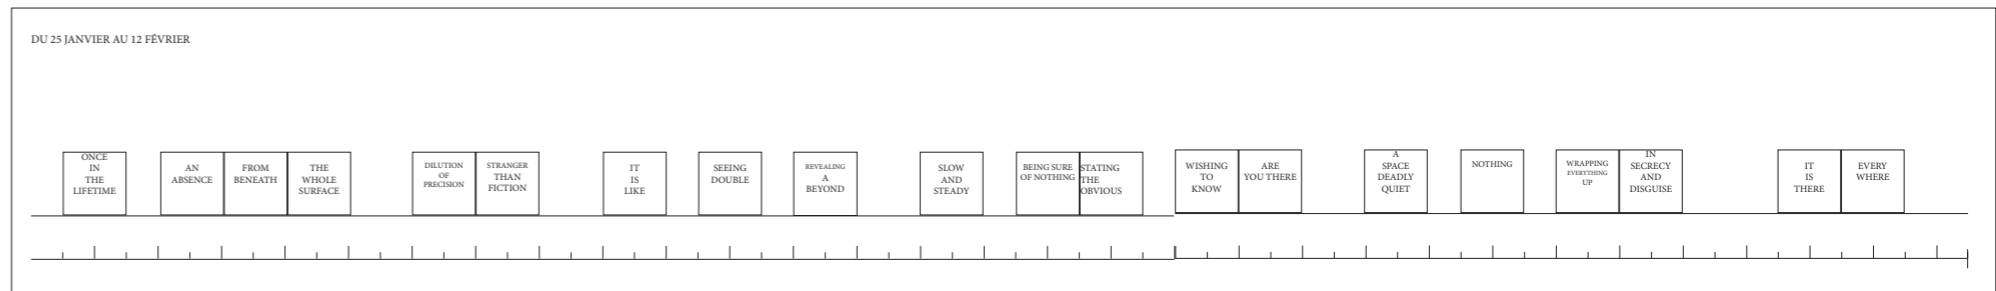 DU 25 JANVIER AU 12 FÉVRIER
ONCE
IN
THE
LIFETIME
AN
ABSENCE
FROM
BENEATH
THE
WHOLE
SURFACE
DILUTION
OF
PRECISION
STRANGER
THAN
FICTION
IT
IS
LIKE
SEEING
DOUBLE
REVEALING
A
BEYOND
SLOW
AND
STEADY
BEING SURE
OF NOTHING
STATING
THE
OBVIOUS
WISHING
TO
KNOW
ARE
YOU THERE
A
SPACE
DEADLY
QUIET
NOTHING
WRAPPING
EVERYTHING
UP
IN
SECRECY
AND
DISGUISE
IT
IS
THERE
EVERY
WHERE